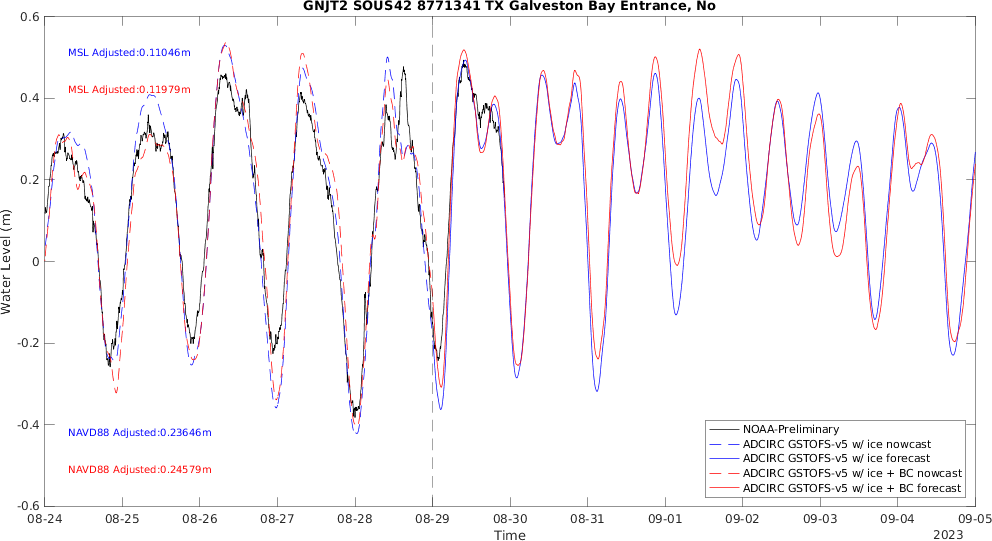 GNJT2 SOUS42 8771341 TX Galveston Bay Entrance, No
0.6
0.4
0.2
0
-0.2
-0.4
-0.6
Water Level (m)
MSL Adjusted:0.11046m
MSL Adjusted:0.11979m
NAVD88 Adjusted:0.23646m
NAVD88 Adjusted:0.24579m
NOAA-Preliminary
ADCIRC GSTOFS-v5 w/ ice nowcast
ADCIRC GSTOFS-v5 w/ ice forecast
ADCIRC GSTOFS-v5 w/ ice + BC nowcast
ADCIRC GSTOFS-v5 w/ ice + BC forecast
08-24 08-25 08-26 08-27 08-28 08-29 08-30 08-31 09-01 09-02 09-03 09-04 09-05
Time
2023